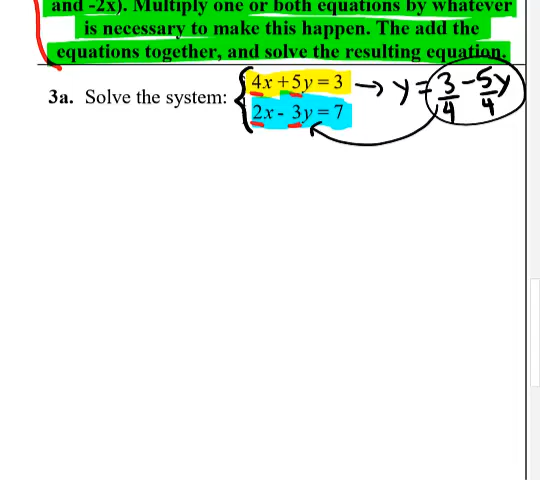 and -2x). Multiply one or both equations by whatever
is necessary to make this happen. The add the
equations together, and solve the resulting equation.
3a. Solve the system: { 4x + 5y = 3 → y = 3/4 - 5y/4
2x - 3y = 7